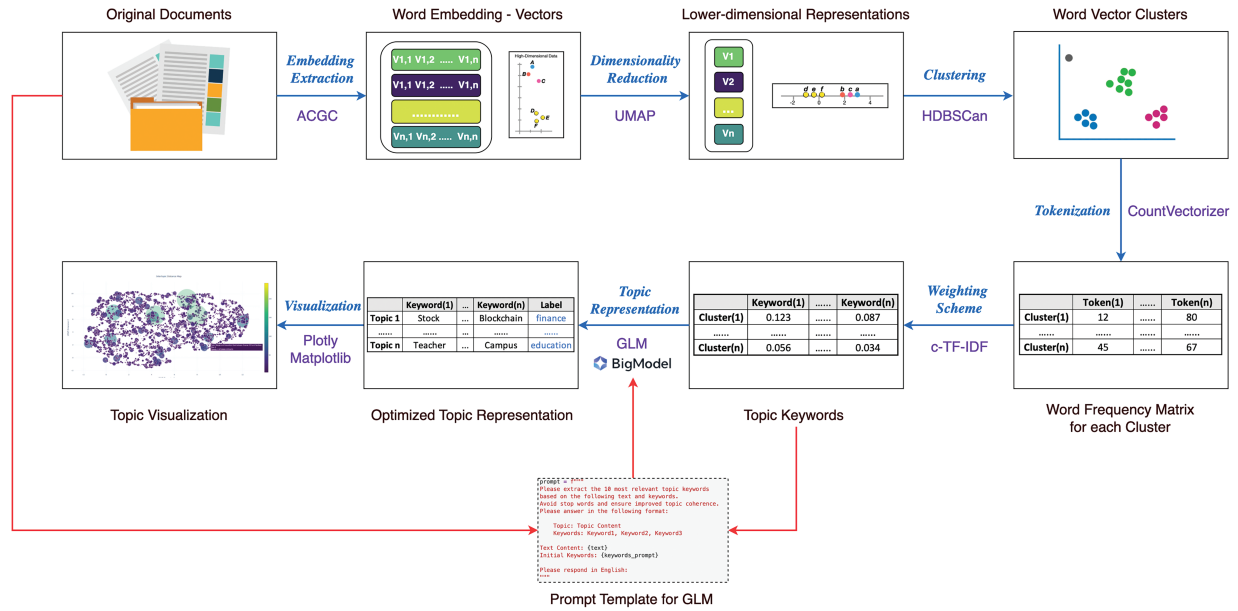 Original Documents
Word Embedding - Vectors
Lower-dimensional Representations
Word Vector Clusters
Embedding
Extraction
ACGC
V1,1 V1,2 ..... V1,n
V1,1 V1,2 ..... V1,n
............
Vn,1 Vn,2 ..... Vn,n
High-Dimensional Data
A
B
C
D
E
F
Dimensionality
Reduction
UMAP
V1
V2
...
Vn
d e f b c a
-2 0 2 4
Clustering
HDBSCan
Tokenization
CountVectorizer
Visualization
Plotly
Matplotlib
Keyword(1) ... Keyword(n) Label
Topic 1 Stock ... Blockchain finance
...... ...... ......
Topic n Teacher ... Campus education
Topic
Representation
GLM
BigModel
Keyword(1) ...... Keyword(n)
Cluster(1) 0.123 ...... 0.087
...... ...... ...... ......
Cluster(n) 0.056 ...... 0.034
Weighting
Scheme
c-TF-IDF
Token(1) ...... Token(n)
Cluster(1) 12 ...... 80
...... ...... ...... ......
Cluster(n) 45 ...... 67
Topic Visualization
Optimized Topic Representation
Topic Keywords
Word Frequency Matrix
for each Cluster
prompt = f"""
Please extract the 10 most relevant topic keywords
based on the following text and keywords.
Avoid stop words and ensure improved topic coherence.
Please answer in the following format:
Topic: Topic Content
Keywords: Keyword1, Keyword2, Keyword3
Text Content: {text}
Initial Keywords: {keywords_prompt}
Please respond in English:
"""
Prompt Template for GLM